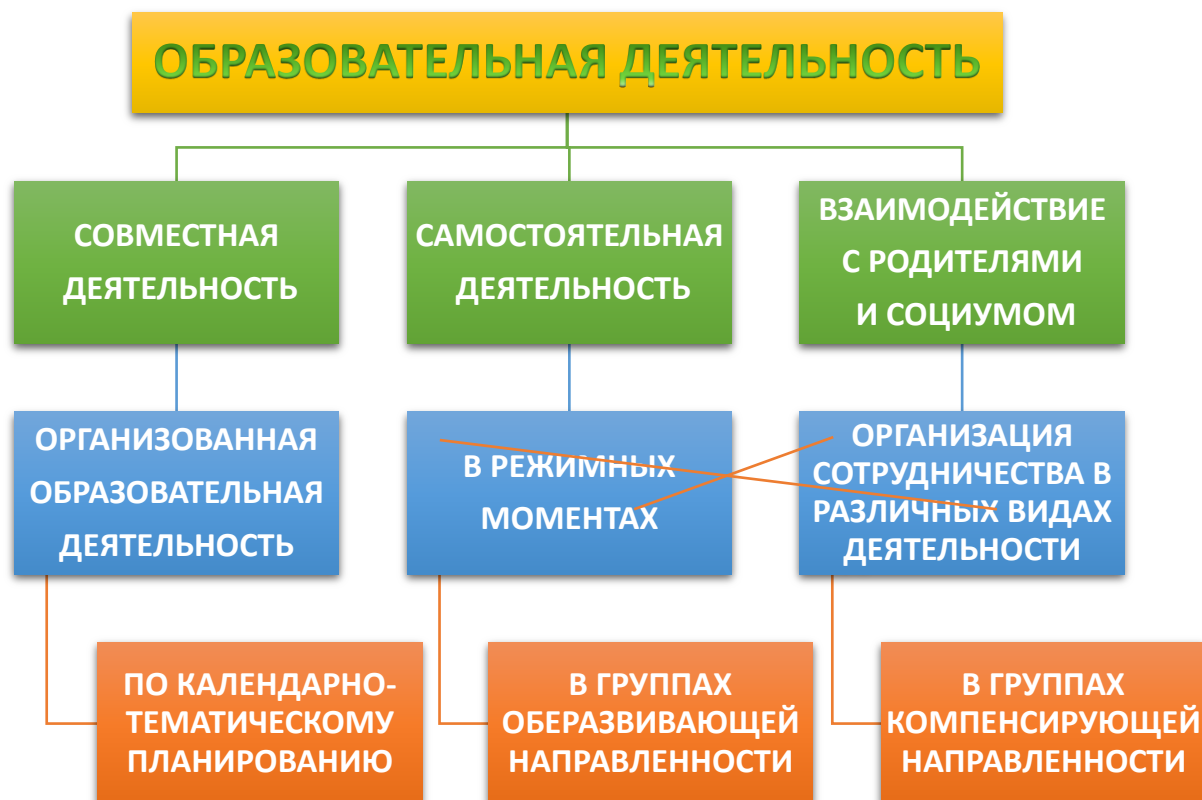 ОБРАЗОВАТЕЛЬНАЯ ДЕЯТЕЛЬНОСТЬ
СОВМЕСТНАЯ
ДЕЯТЕЛЬНОСТЬ
САМОСТОЯТЕЛЬНАЯ
ДЕЯТЕЛЬНОСТЬ
ВЗАИМОДЕЙСТВИЕ
С РОДИТЕЛЯМИ
И СОЦИУМОМ
ОРГАНИЗОВАННАЯ
ОБРАЗОВАТЕЛЬНАЯ
ДЕЯТЕЛЬНОСТЬ
В РЕЖИМНЫХ
МОМЕНТАХ
ОРГАНИЗАЦИЯ
СОТРУДНИЧЕСТВА В
РАЗЛИЧНЫХ ВИДАХ
ДЕЯТЕЛЬНОСТИ
ПО КАЛЕНДАРНО-
ТЕМАТИЧЕСКОМУ
ПЛАНИРОВАНИЮ
В ГРУППАХ
ОБЕРАЗВИВАЮЩЕЙ
НАПРАВЛЕННОСТИ
В ГРУППАХ
КОМПЕНСИРУЮЩЕЙ
НАПРАВЛЕННОСТИ